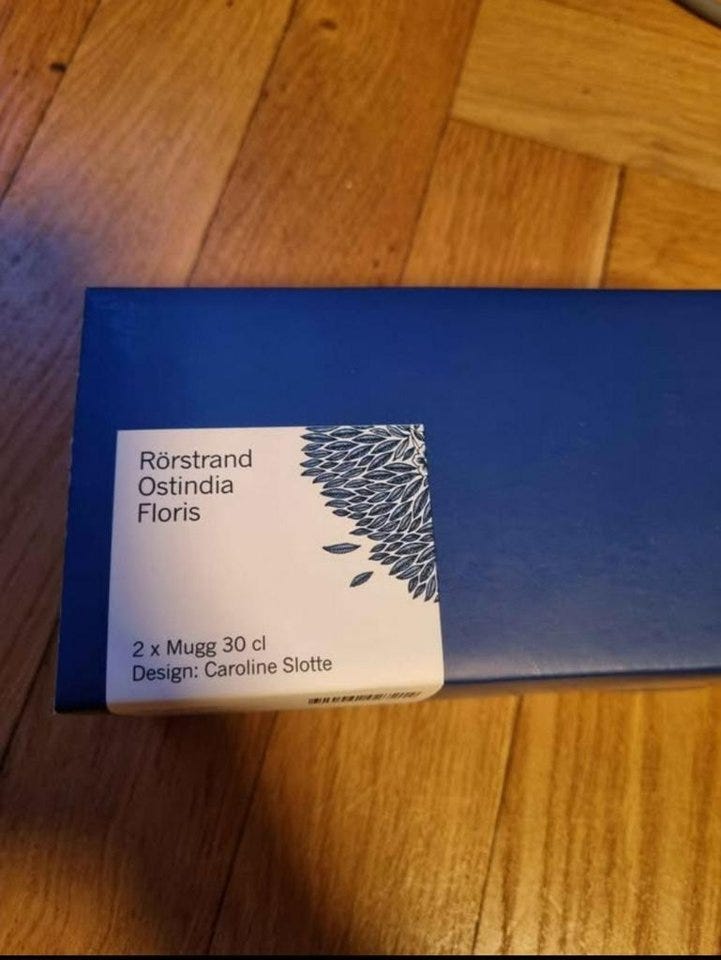 Rörstrand
Ostindia
Floris
2 x Mugg 30 cl
Design: Caroline Slotte